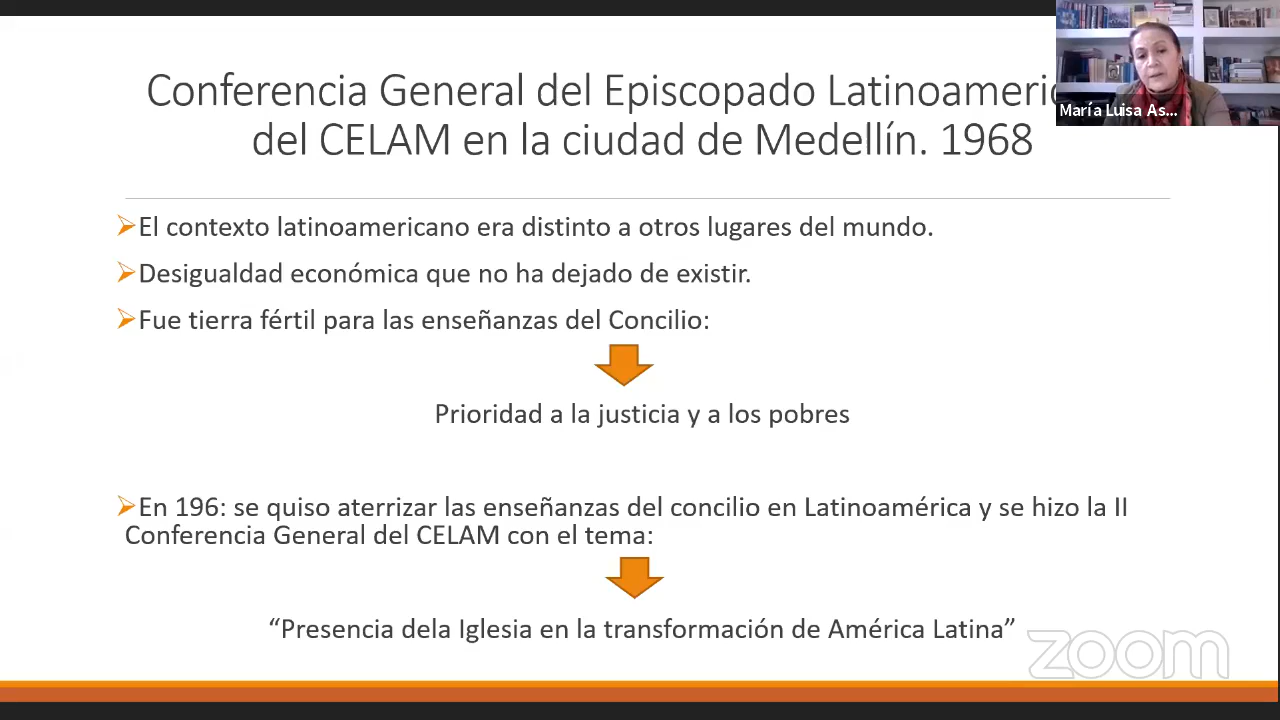 Conferencia General del Episcopado Latinoameri
del CELAM en la ciudad de Medellín. 1968
María Luisa As...
El contexto latinoamericano era distinto a otros lugares del mundo.
Desigualdad económica que no ha dejado de existir.
Fue tierra fértil para las enseñanzas del Concilio:
Prioridad a la justicia y a los pobres
En 196: se quiso aterrizar las enseñanzas del concilio en Latinoamérica y se hizo la II
Conferencia General del CELAM con el tema:
“Presencia dela Iglesia en la transformación de América Latina”
zoom